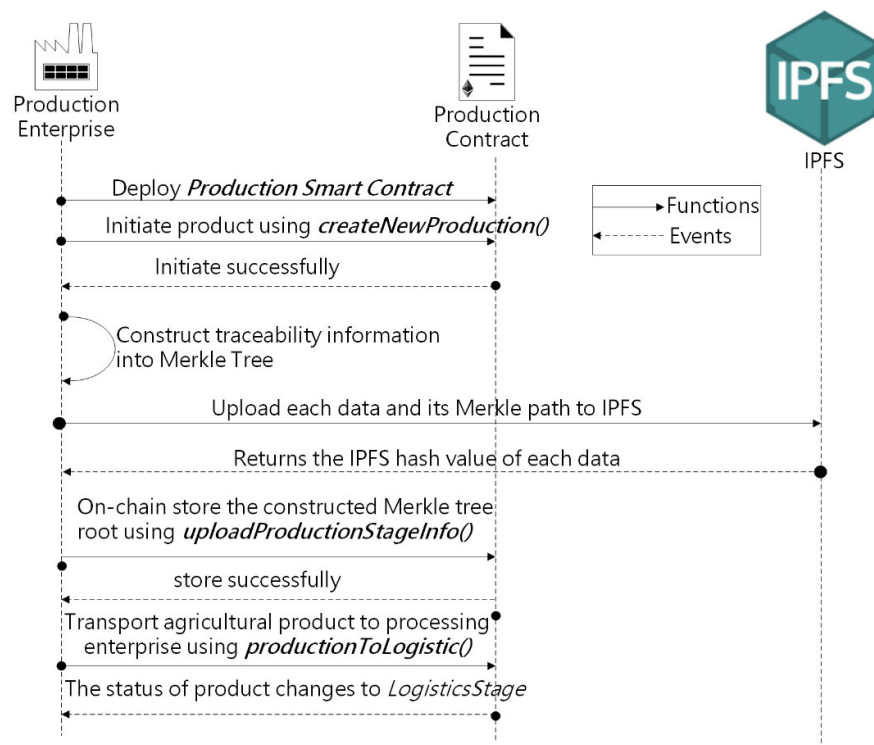 Production
Enterprise
Production
Contract
IPFS
IPFS
Deploy Production Smart Contract
Functions
Events
Initiate product using createNewProduction()
Initiate successfully
Construct traceability information
into Merkle Tree
Upload each data and its Merkle path to IPFS
Returns the IPFS hash value of each data
On-chain store the constructed Merkle tree
root using uploadProductionStageInfo()
store successfully
Transport agricultural product to processing
enterprise using productionToLogistic()
The status of product changes to LogisticsStage